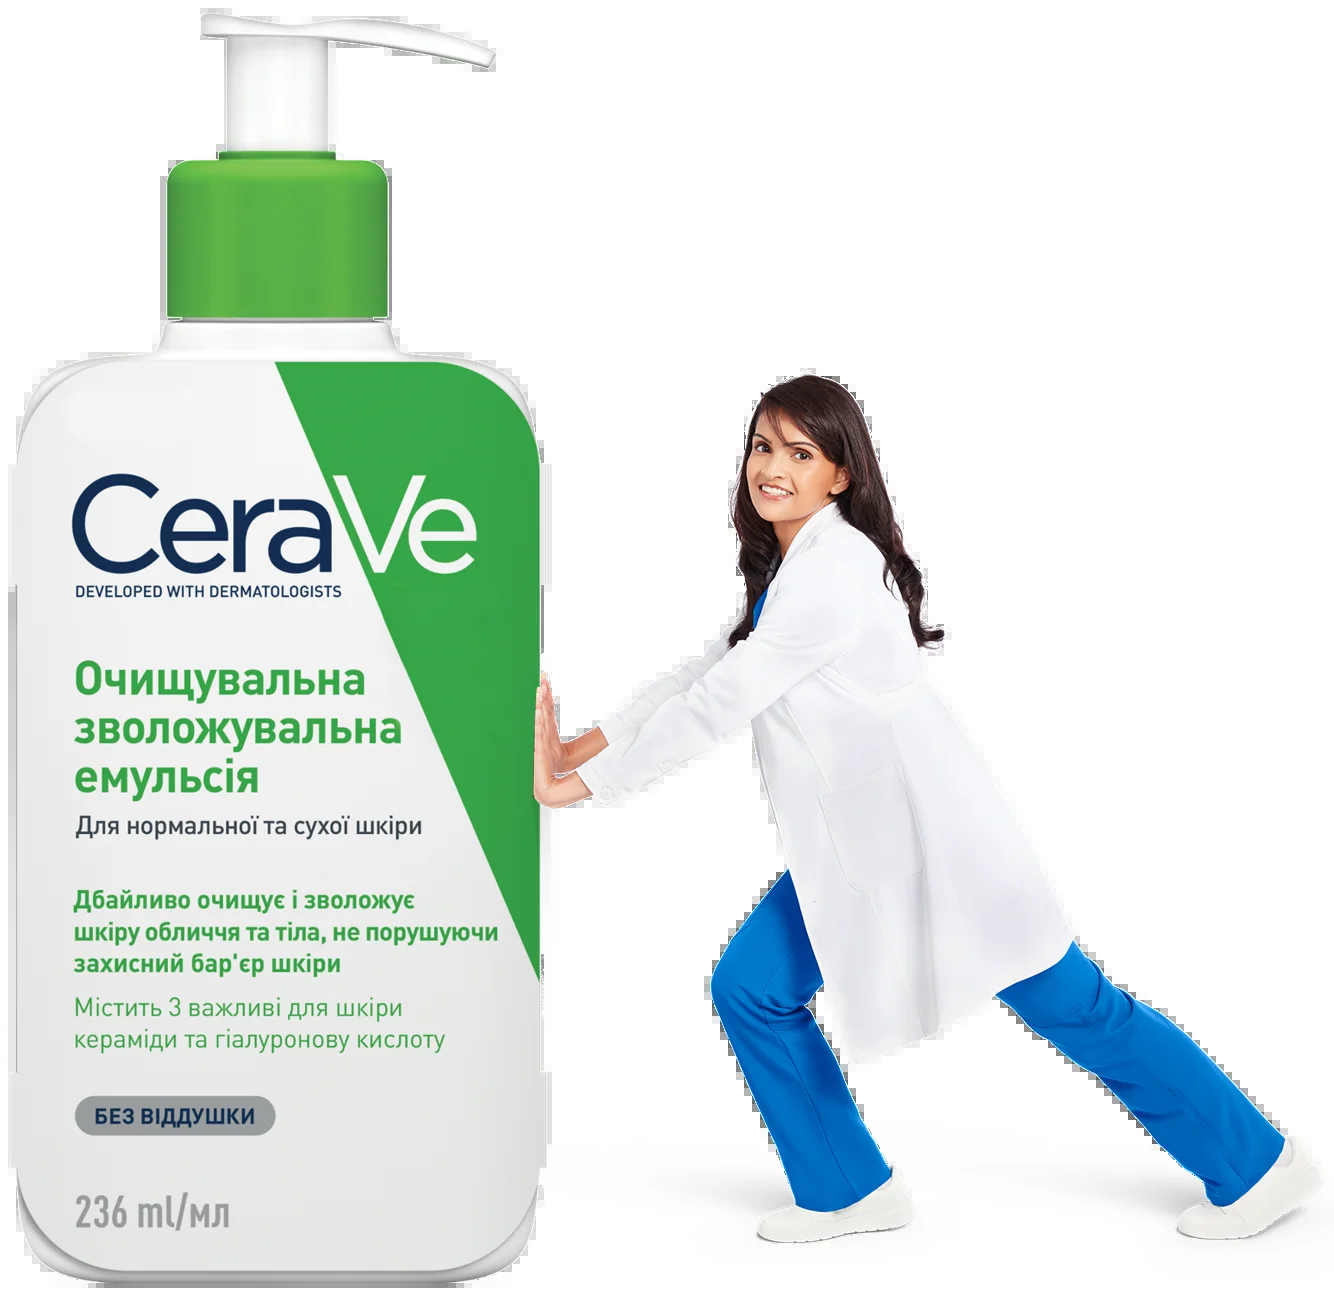 CeraVe
DEVELOPED WITH DERMATOLOGISTS
Очищувальна
зволожувальна
емульсія
Для нормальної та сухої шкіри
Дбайливо очищує і зволожує
шкіру обличчя та тіла, не порушуючи
захисний бар'єр шкіри
Містить 3 важливі для шкіри
кераміди та гіалуронову кислоту
БЕЗ ВІДДУШКИ
236 ml/мл